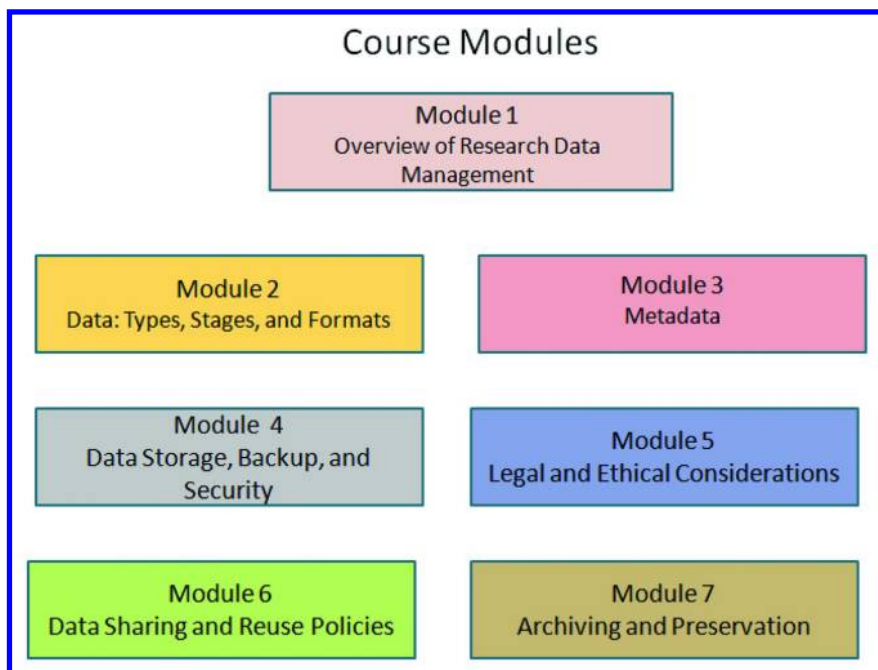 Course Modules
Module 1
Overview of Research Data
Management
Module 2
Data: Types, Stages, and Formats
Module 3
Metadata
Module 4
Data Storage, Backup, and
Security
Module 5
Legal and Ethical Considerations
Module 6
Data Sharing and Reuse Policies
Module 7
Archiving and Preservation